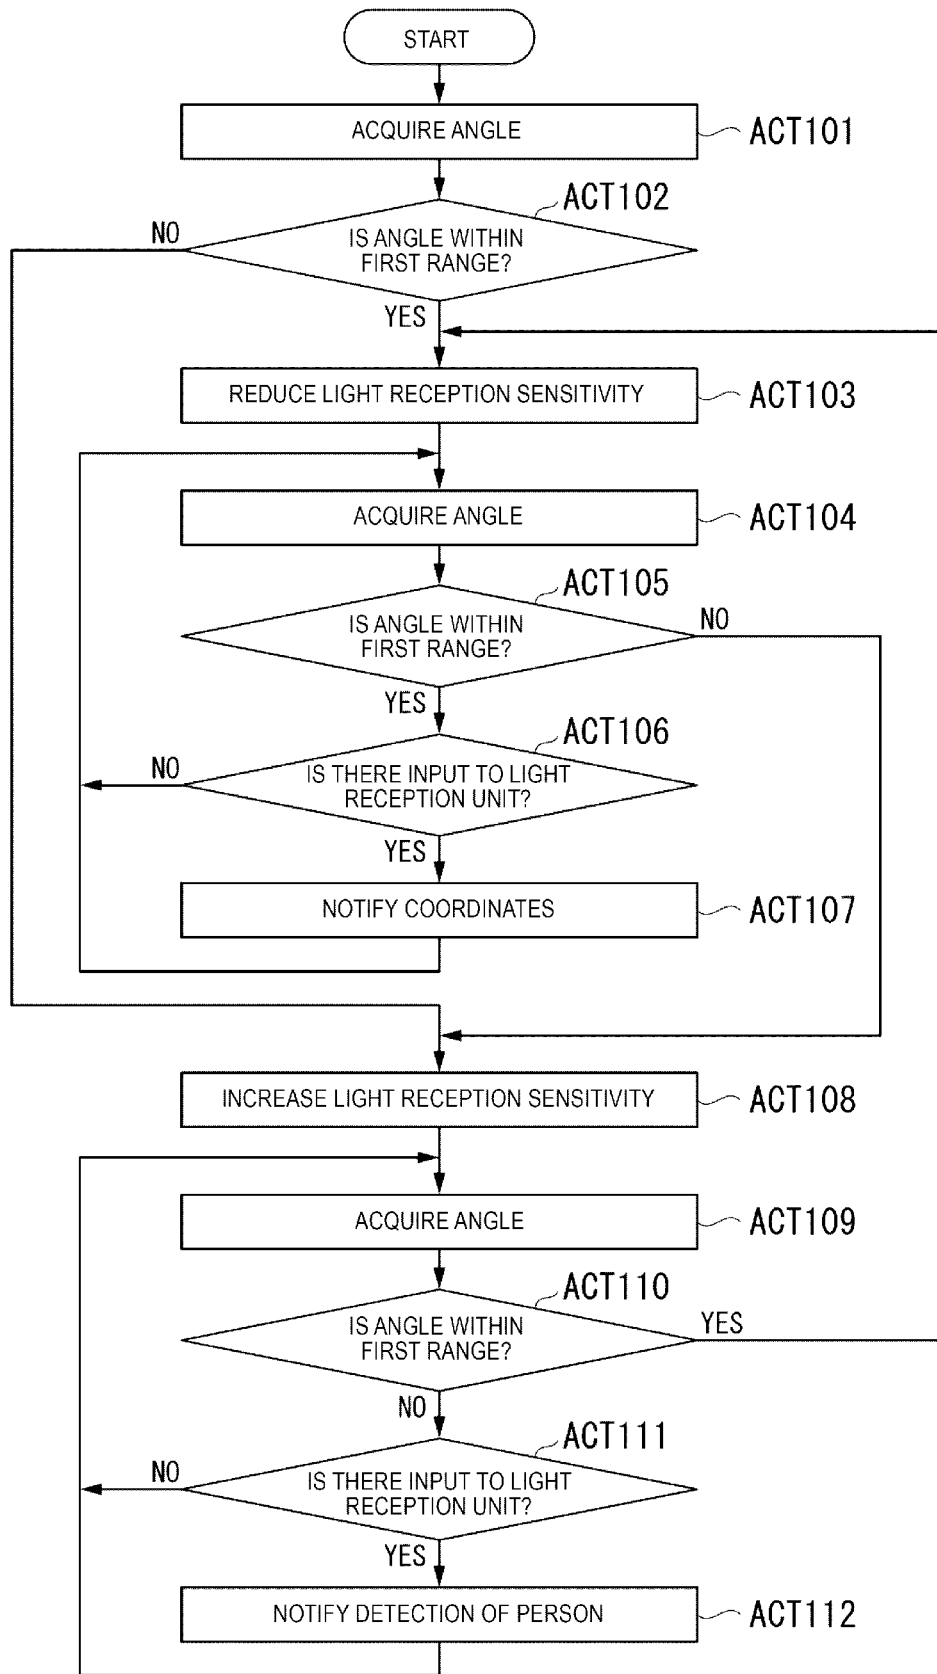 START
ACQUIRE ANGLE
ACT101
ACT102
NO
IS ANGLE WITHIN
FIRST RANGE?
YES
REDUCE LIGHT RECEPTION SENSITIVITY
ACT103
ACQUIRE ANGLE
ACT104
ACT105
IS ANGLE WITHIN
FIRST RANGE?
NO
YES
ACT106
NO
IS THERE INPUT TO LIGHT
RECEPTION UNIT?
YES
NOTIFY COORDINATES
ACT107
INCREASE LIGHT RECEPTION SENSITIVITY
ACT108
ACQUIRE ANGLE
ACT109
ACT110
IS ANGLE WITHIN
FIRST RANGE?
YES
NO
ACT111
NO
IS THERE INPUT TO LIGHT
RECEPTION UNIT?
YES
NOTIFY DETECTION OF PERSON
ACT112